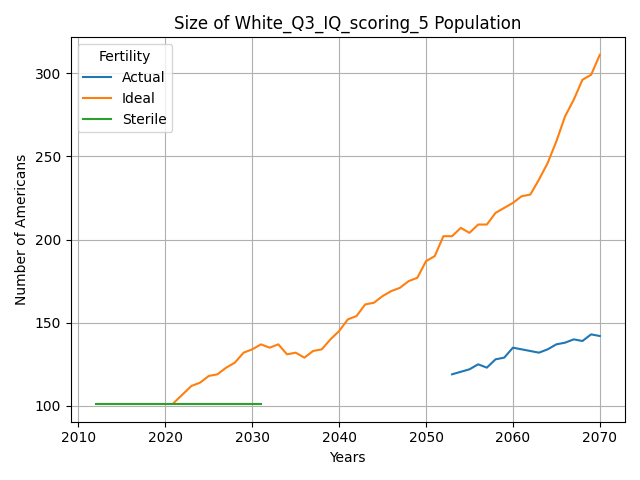 Size of White_Q3_IQ_scoring_5 Population
Fertility
Actual
Ideal
Sterile
Number of Americans
300
250
200
150
100
2010 2020 2030 2040 2050 2060 2070
Years